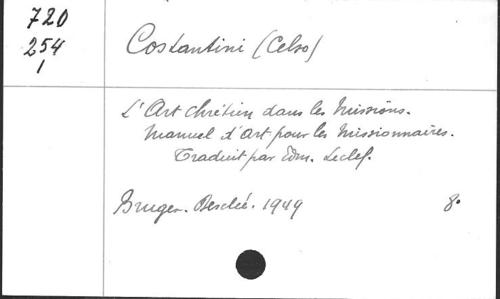 720
254
1
Costantini (Celso)
L'Art chrétien dans les Missions.
Manuel d'Art pour les Missionnaires.
Traduit par Edm. Leclef.
Bruges. Desclée. 1949
8°